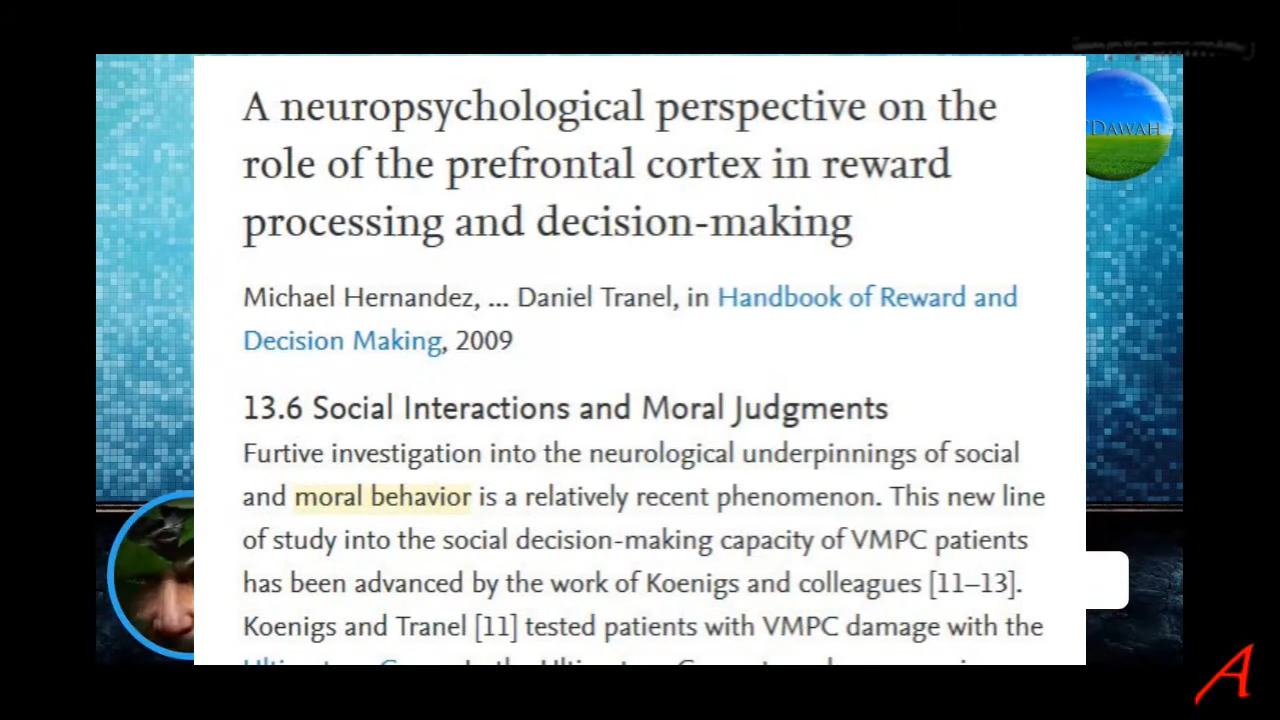 A neuropsychological perspective on the
role of the prefrontal cortex in reward
processing and decision-making
Michael Hernandez, ... Daniel Tranel, in Handbook of Reward and
Decision Making, 2009
13.6 Social Interactions and Moral Judgments
Furtive investigation into the neurological underpinnings of social
and moral behavior is a relatively recent phenomenon. This new line
of study into the social decision-making capacity of VMPC patients
has been advanced by the work of Koenigs and colleagues [11–13].
Koenigs and Tranel [11] tested patients with VMPC damage with the
DAWAH
A